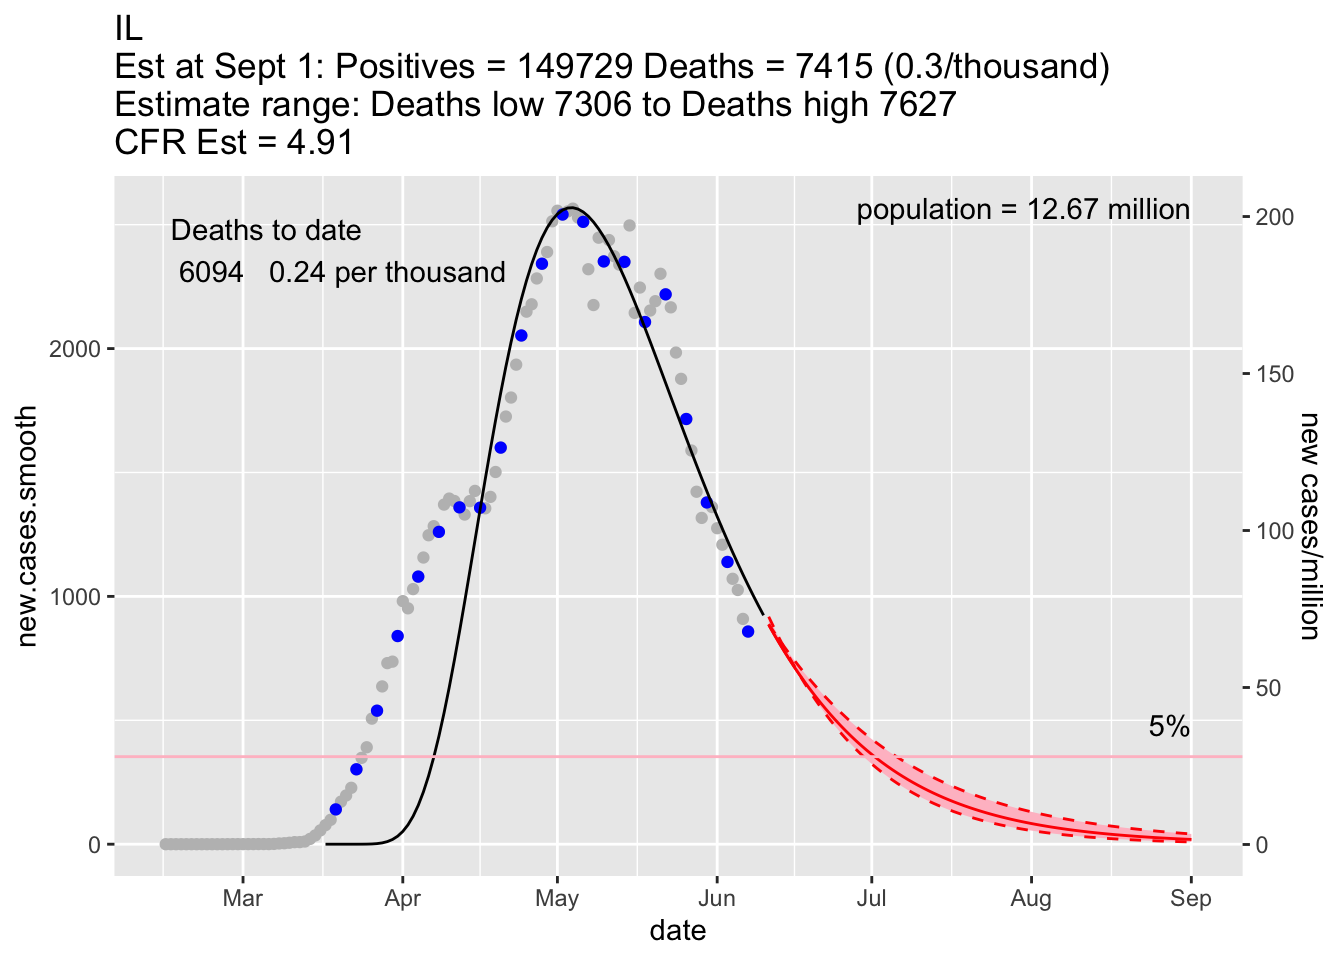 IL
Est at Sept 1: Positives = 149729 Deaths = 7415 (0.3/thousand)
Estimate range: Deaths low 7306 to Deaths high 7627
CFR Est = 4.91
population = 12.67 million
Deaths to date
6094 0.24 per thousand
new.cases.smooth
2000
1000
0
200
150
100
50
0
new cases/million
5%
Mar Apr May Jun Jul Aug Sep
date